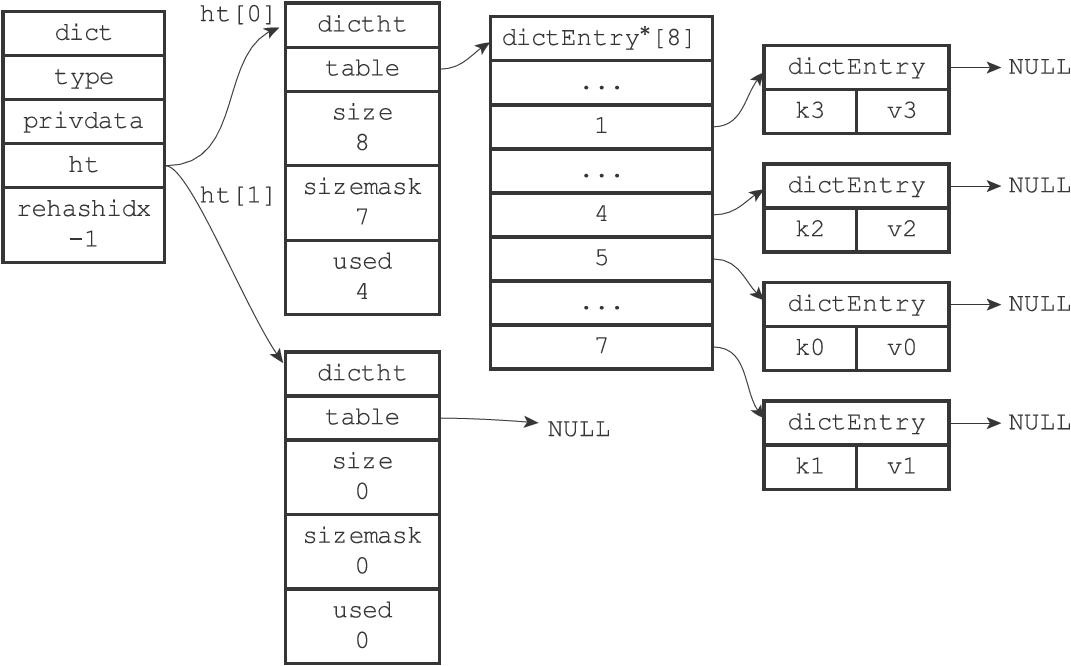 dict
type
privdata
ht
rehashidx
-1
ht[0]
ht[1]
dictht
table
size
8
sizemask
7
used
4
dictht
table
size
0
sizemask
0
used
0
NULL
dictEntry*[8]
...
1
...
4
5
...
7
dictEntry
k3
v3
NULL
dictEntry
k2
v2
NULL
dictEntry
k0
v0
NULL
dictEntry
k1
v1
NULL